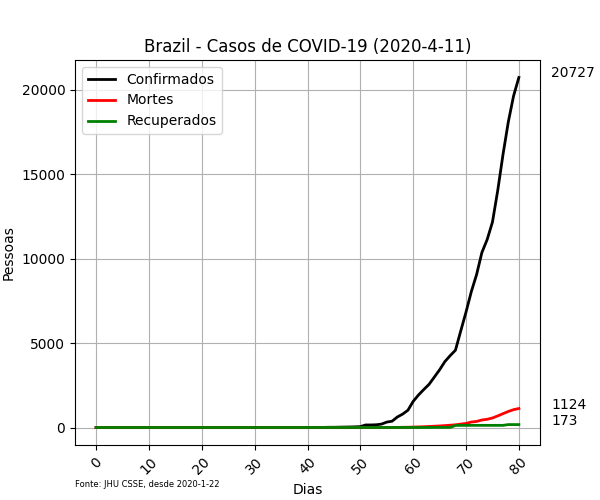 Brazil - Casos de COVID-19 (2020-4-11)
Confirmados
Mortes
Recuperados
20727
1124
173
20000
15000
10000
5000
0
Pessoas
0 10 20 30 40 50 60 70 80
Dias
Fonte: JHU CSSE, desde 2020-1-22